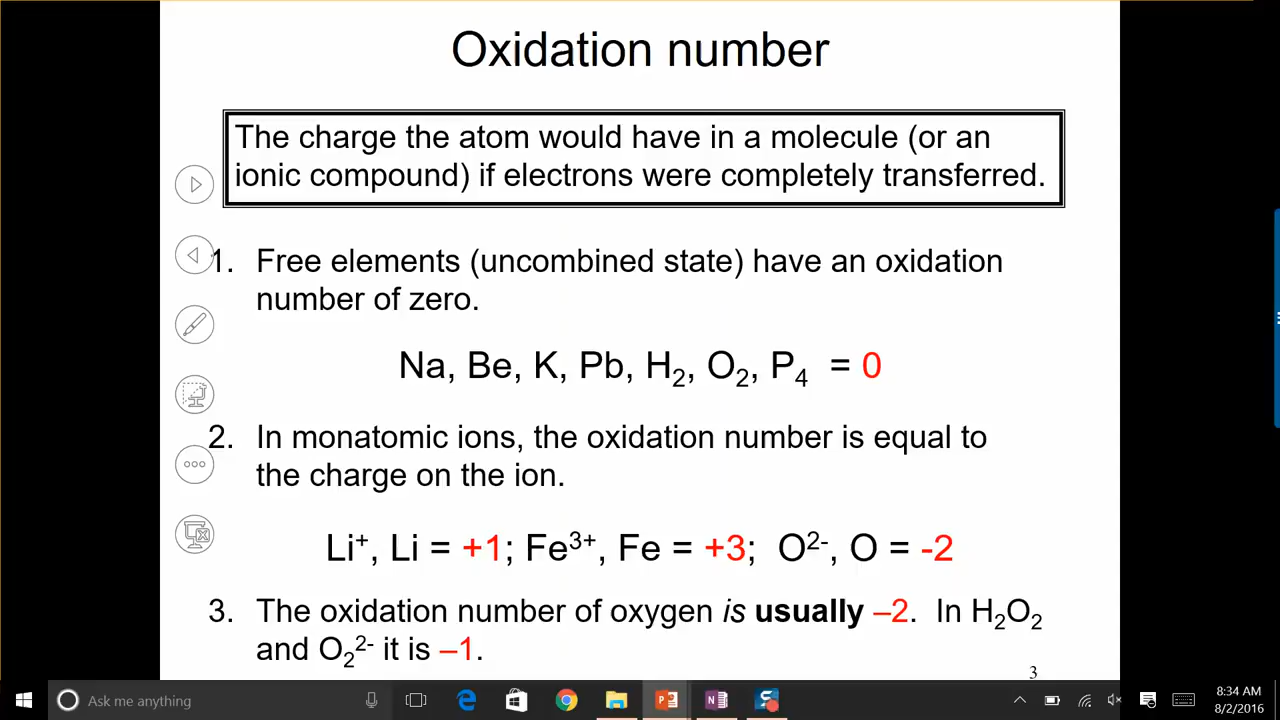 Oxidation number
The charge the atom would have in a molecule (or an
ionic compound) if electrons were completely transferred.
1. Free elements (uncombined state) have an oxidation
number of zero.
Na, Be, K, Pb, H₂, O₂, P₄ = 0
2. In monatomic ions, the oxidation number is equal to
the charge on the ion.
Li⁺, Li = +1; Fe³⁺, Fe = +3; O²⁻, O = -2
3. The oxidation number of oxygen is usually –2. In H₂O₂
and O₂²⁻ it is –1.
3
Ask me anything
8:34 AM
8/2/2016